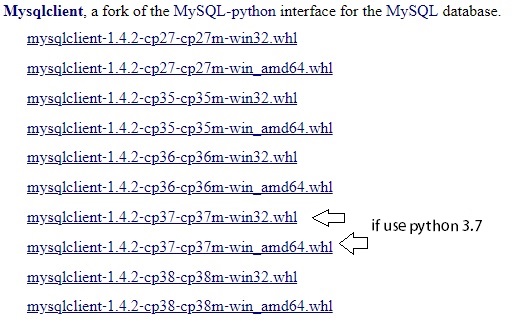 Mysqlclient, a fork of the MySQL-python interface for the MySQL database.
mysqlclient-1.4.2-cp27-cp27m-win32.whl
mysqlclient-1.4.2-cp27-cp27m-win_amd64.whl
mysqlclient-1.4.2-cp35-cp35m-win32.whl
mysqlclient-1.4.2-cp35-cp35m-win_amd64.whl
mysqlclient-1.4.2-cp36-cp36m-win32.whl
mysqlclient-1.4.2-cp36-cp36m-win_amd64.whl
mysqlclient-1.4.2-cp37-cp37m-win32.whl
if use python 3.7
mysqlclient-1.4.2-cp37-cp37m-win_amd64.whl
mysqlclient-1.4.2-cp38-cp38m-win32.whl
mysqlclient-1.4.2-cp38-cp38m-win_amd64.whl